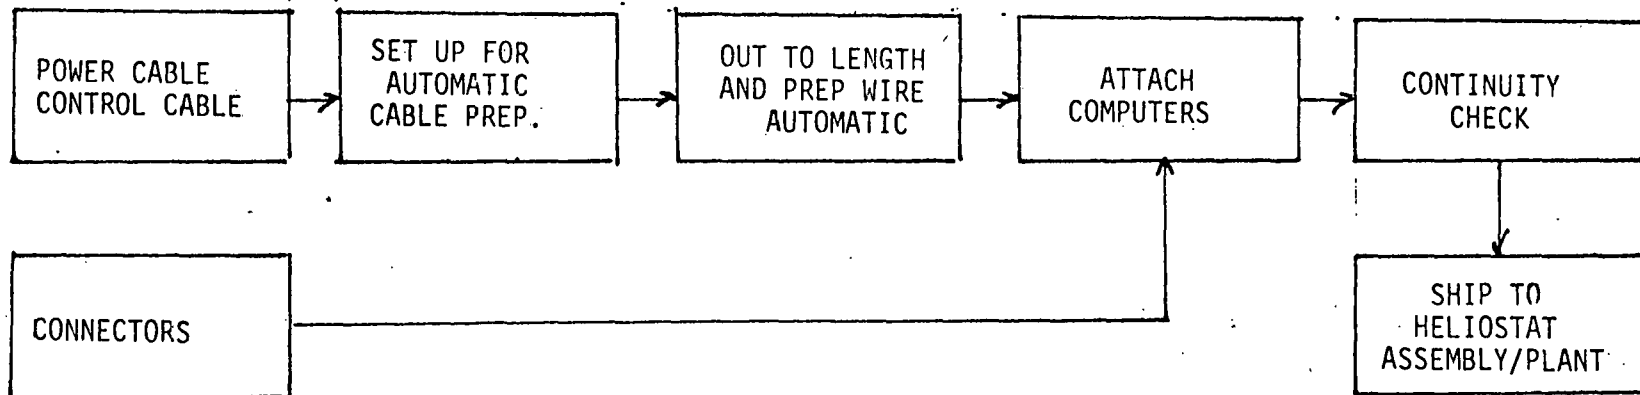 POWER CABLE
CONTROL CABLE
SET UP FOR
AUTOMATIC
CABLE PREP.
OUT TO LENGTH
AND PREP WIRE
AUTOMATIC
ATTACH
COMPUTERS
CONTINUITY
CHECK
CONNECTORS
SHIP TO
HELIOSTAT
ASSEMBLY/PLANT